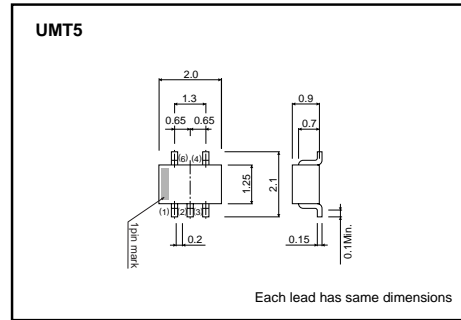 UMT5
2.0
1.3
0.65 0.65
0.9
0.7
(6) (4)
1.25
2.1
(1) (2) (3)
0.2
1pin mark
0.15
0.1Min.
Each lead has same dimensions